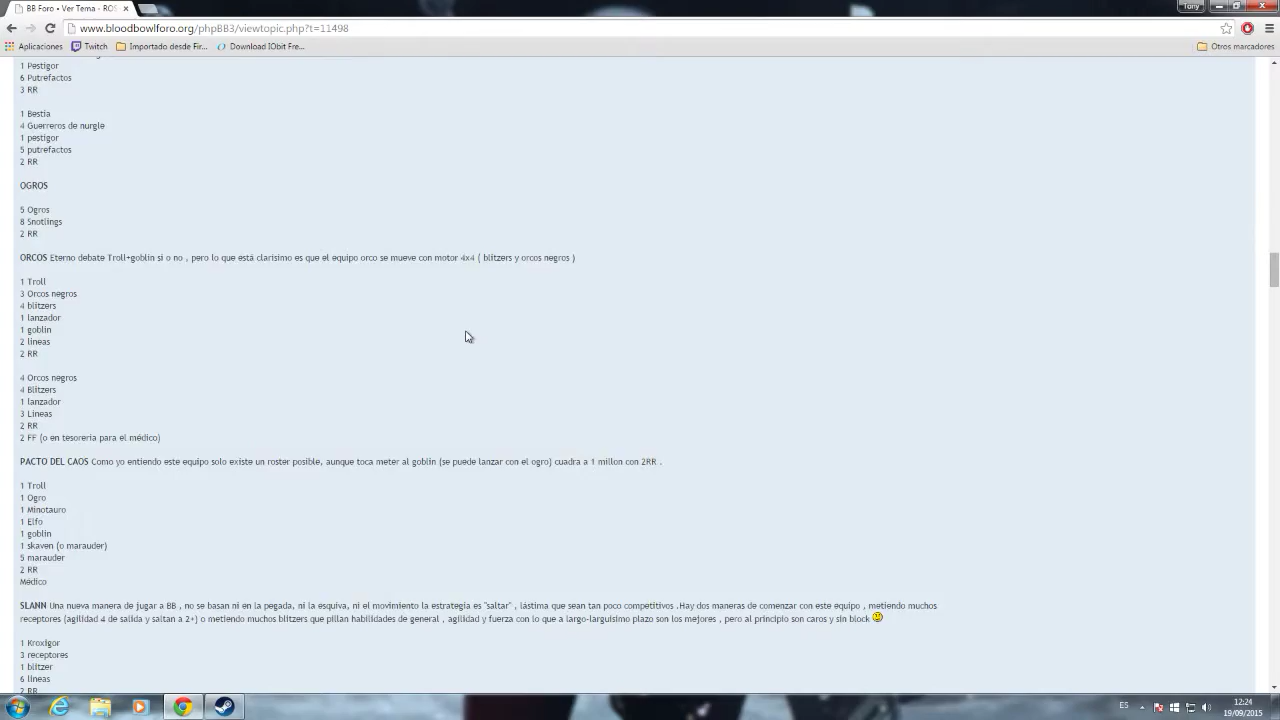 BB Foro • Ver Tema - ROS
Tony
www.bloodbowlforo.org/phpBB3/viewtopic.php?t=11498
Aplicaciones Twitch Importado desde Fir... Download IObit Fre... Otros marcadores
1 Pestigor
6 Putrefactos
3 RR
1 Bestia
4 Guerreros de nurgle
1 pestigor
5 putrefactos
2 RR
OGROS
5 Ogros
8 Snotlings
2 RR
ORCOS Eterno debate Troll+goblin si o no , pero lo que está clarísimo es que el equipo orco se mueve con motor 4x4 ( blitzers y orcos negros )
1 Troll
3 Orcos negros
4 blitzers
1 lanzador
1 goblin
2 líneas
2 RR
4 Orcos negros
4 Blitzers
1 lanzador
3 Líneas
2 RR
2 FF (o en tesorería para el médico)
PACTO DEL CAOS Como yo entiendo este equipo solo existe un roster posible, aunque toca meter al goblin (se puede lanzar con el ogro) cuadra a 1 millon con 2RR .
1 Troll
1 Ogro
1 Minotauro
1 Elfo
1 goblin
1 skaven (o marauder)
5 marauder
2 RR
Médico
SLANN Una nueva manera de jugar a BB , no se basan ni en la pegada, ni la esquiva, ni el movimiento la estrategia es "saltar" , lástima que sean tan poco competitivos .Hay dos maneras de comenzar con este equipo , metiendo muchos
receptores (agilidad 4 de salida y saltan a 2+) o metiendo muchos blitzers que pillan habilidades de general , agilidad y fuerza con lo que a largo-larguísimo plazo son los mejores , pero al principio son caros y sin block
1 Kroxigor
3 receptores
1 blitzer
6 líneas
2 RR
ES
12:24
19/09/2015